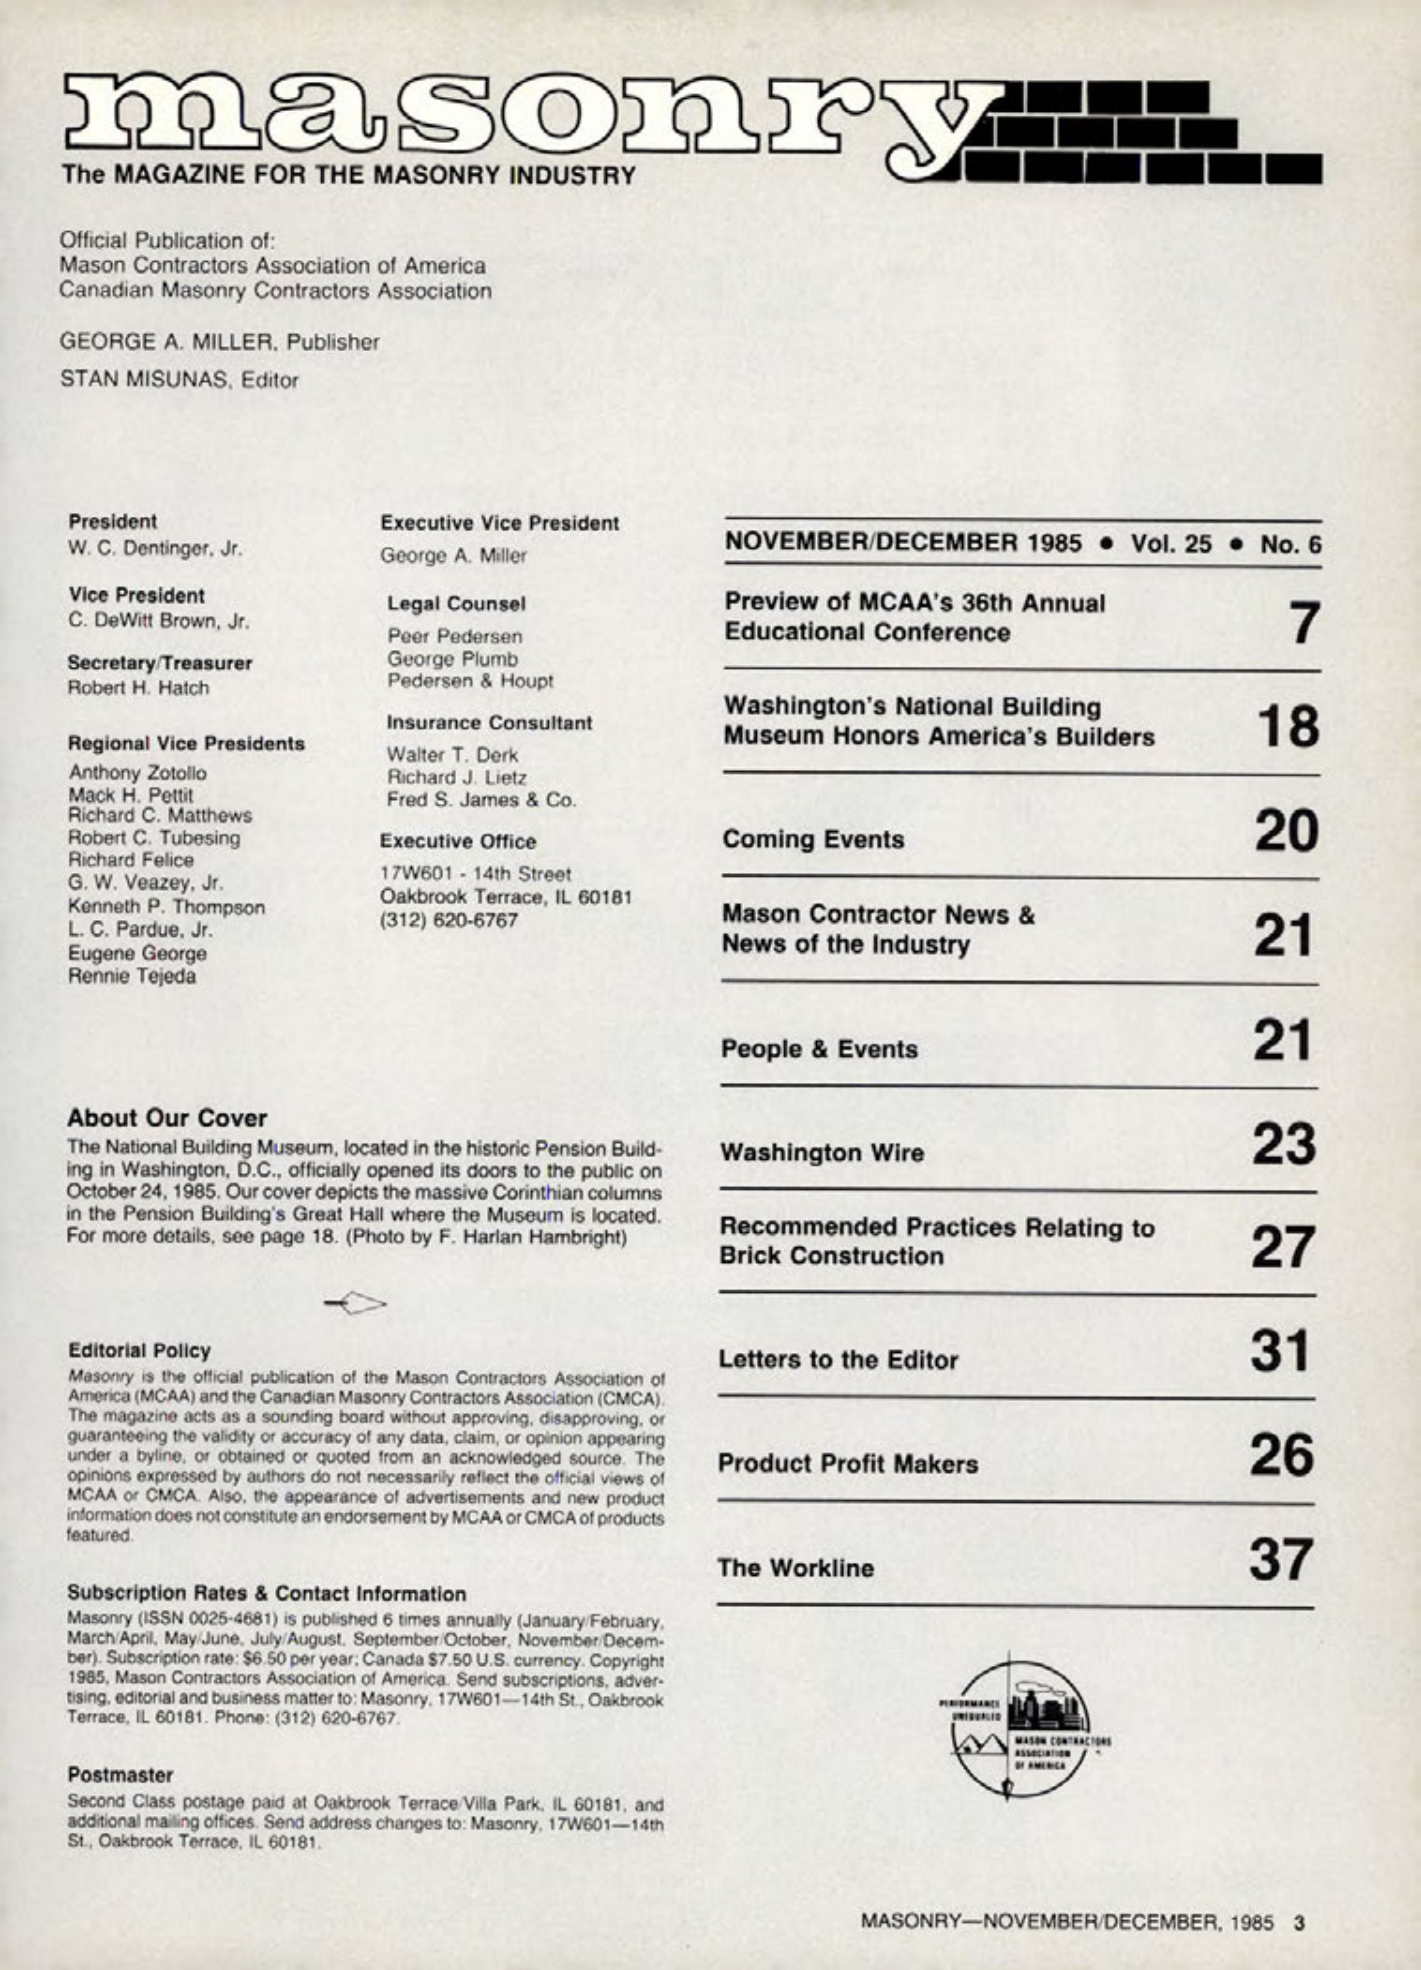 masonry
The MAGAZINE FOR THE MASONRY INDUSTRY
Official Publication of:
Mason Contractors Association of America
Canadian Masonry Contractors Association
GEORGE A. MILLER, Publisher
STAN MISUNAS, Editor
President
W. C. Dentinger, Jr.
Vice President
C. DeWitt Brown, Jr.
Secretary/Treasurer
Robert H. Hatch
Regional Vice Presidents
Anthony Zotollo
Mack H. Pettit
Richard C. Matthews
Robert C. Tubesing
Richard Felice
G. W. Veazey, Jr.
Kenneth P. Thompson
L. C. Pardue, Jr.
Eugene George
Rennie Tejeda
Executive Vice President
George A. Miller
Legal Counsel
Peer Pedersen
George Plumb
Pedersen & Houpt
Insurance Consultant
Walter T. Derk
Richard J. Lietz
Fred S. James & Co.
Executive Office
17W601 - 14th Street
Oakbrook Terrace, IL 60181
(312) 620-6767
About Our Cover
The National Building Museum, located in the historic Pension Build-
ing in Washington, D.C., officially opened its doors to the public on
October 24, 1985. Our cover depicts the massive Corinthian columns
in the Pension Building's Great Hall where the Museum is located.
For more details, see page 18. (Photo by F. Harlan Hambright)
Editorial Policy
Masonry is the official publication of the Mason Contractors Association of
America (MCAA) and the Canadian Masonry Contractors Association (CMCA).
The magazine acts as a sounding board without approving, disapproving, or
guaranteeing the validity or accuracy of any data, claim, or opinion appearing
under a byline, or obtained or quoted from an acknowledged source. The
opinions expressed by authors do not necessarily reflect the official views of
MCAA or CMCA. Also, the appearance of advertisements and new product
information does not constitute an endorsement by MCAA or CMCA of products
featured.
Subscription Rates & Contact Information
Masonry (ISSN 0025-4681) is published 6 times annually (January/February,
March/April, May/June, July/August, September/October, November/Decem-
ber). Subscription rate: $6.50 per year; Canada $7.50 U.S. currency. Copyright
1985, Mason Contractors Association of America. Send subscriptions, adver-
tising, editorial and business matter to: Masonry, 17W601—14th St., Oakbrook
Terrace, IL 60181. Phone: (312) 620-6767.
Postmaster
Second Class postage paid at Oakbrook Terrace/Villa Park, IL 60181, and
additional mailing offices. Send address changes to: Masonry, 17W601—14th
St., Oakbrook Terrace, IL 60181.
NOVEMBER/DECEMBER 1985 ● Vol. 25 ● No. 6
Preview of MCAA's 36th Annual
Educational Conference 7
Washington's National Building
Museum Honors America's Builders 18
Coming Events 20
Mason Contractor News &
News of the Industry 21
People & Events 21
Washington Wire 23
Recommended Practices Relating to
Brick Construction 27
Letters to the Editor 31
Product Profit Makers 26
The Workline 37
PERFORMANCE
UNEQUALED
MASON CONTRACTORS
ASSOCIATION
OF AMERICA
MASONRY—NOVEMBER/DECEMBER, 1985 3